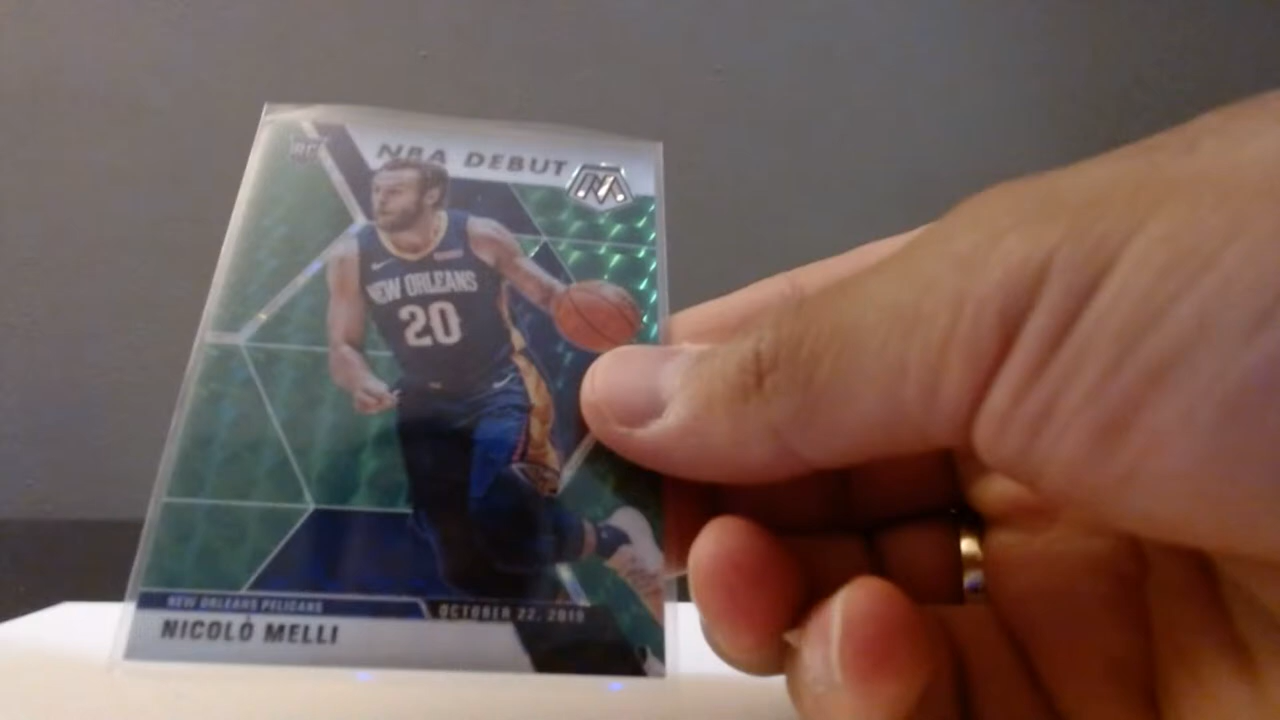 RC
NBA DEBUT
NEW ORLEANS
20
NEW ORLEANS PELICANS
OCTOBER 22, 2019
NICOLÒ MELLI